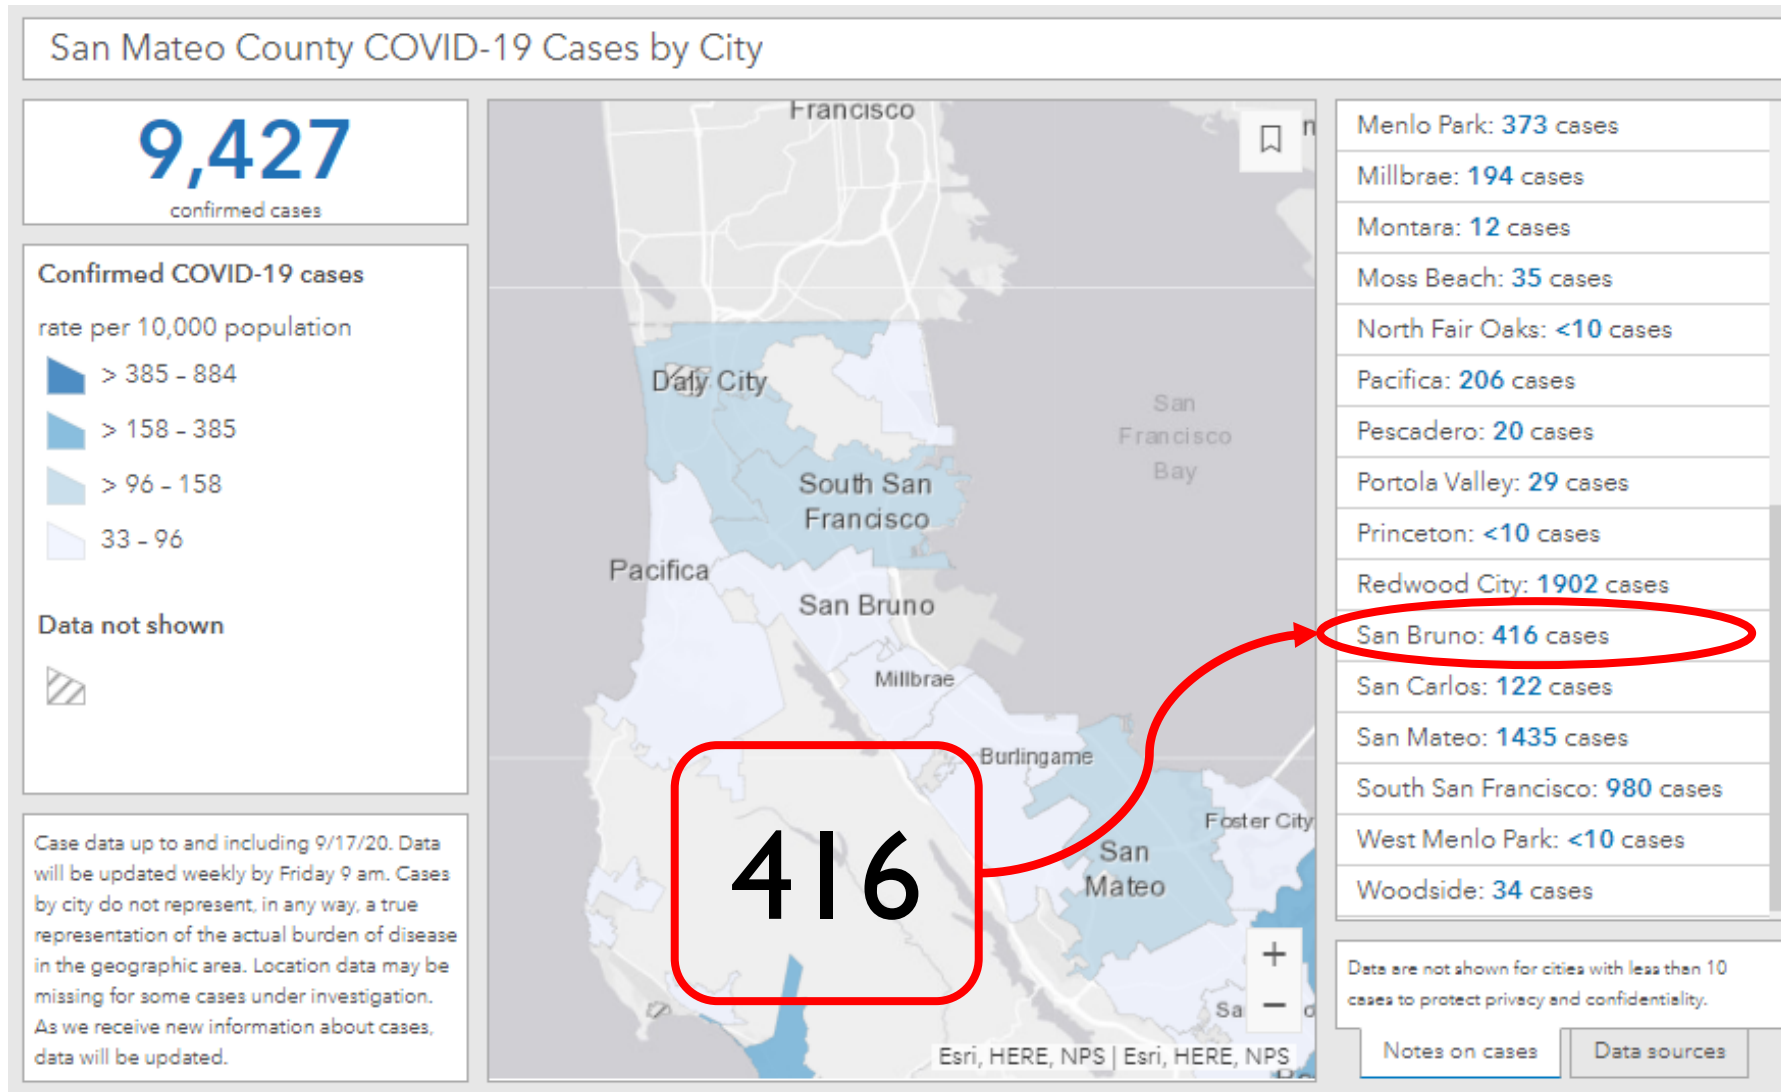 San Mateo County COVID-19 Cases by City
9,427
confirmed cases
Confirmed COVID-19 cases
rate per 10,000 population
> 385 - 884
> 158 - 385
> 96 - 158
33 - 96
Data not shown
Case data up to and including 9/17/20. Data
will be updated weekly by Friday 9 am. Cases
by city do not represent, in any way, a true
representation of the actual burden of disease
in the geographic area. Location data may be
missing for some cases under investigation.
As we receive new information about cases,
data will be updated.
Francisco
Daly City
San
Francisco
Bay
South San
Francisco
Pacifica
San Bruno
Millbrae
Burlingame
Foster City
San
Mateo
416
+
−
Esri, HERE, NPS | Esri, HERE, NPS
Menlo Park: 373 cases
Millbrae: 194 cases
Montara: 12 cases
Moss Beach: 35 cases
North Fair Oaks: <10 cases
Pacifica: 206 cases
Pescadero: 20 cases
Portola Valley: 29 cases
Princeton: <10 cases
Redwood City: 1902 cases
San Bruno: 416 cases
San Carlos: 122 cases
San Mateo: 1435 cases
South San Francisco: 980 cases
West Menlo Park: <10 cases
Woodside: 34 cases
Data are not shown for cities with less than 10
cases to protect privacy and confidentiality.
Notes on cases
Data sources